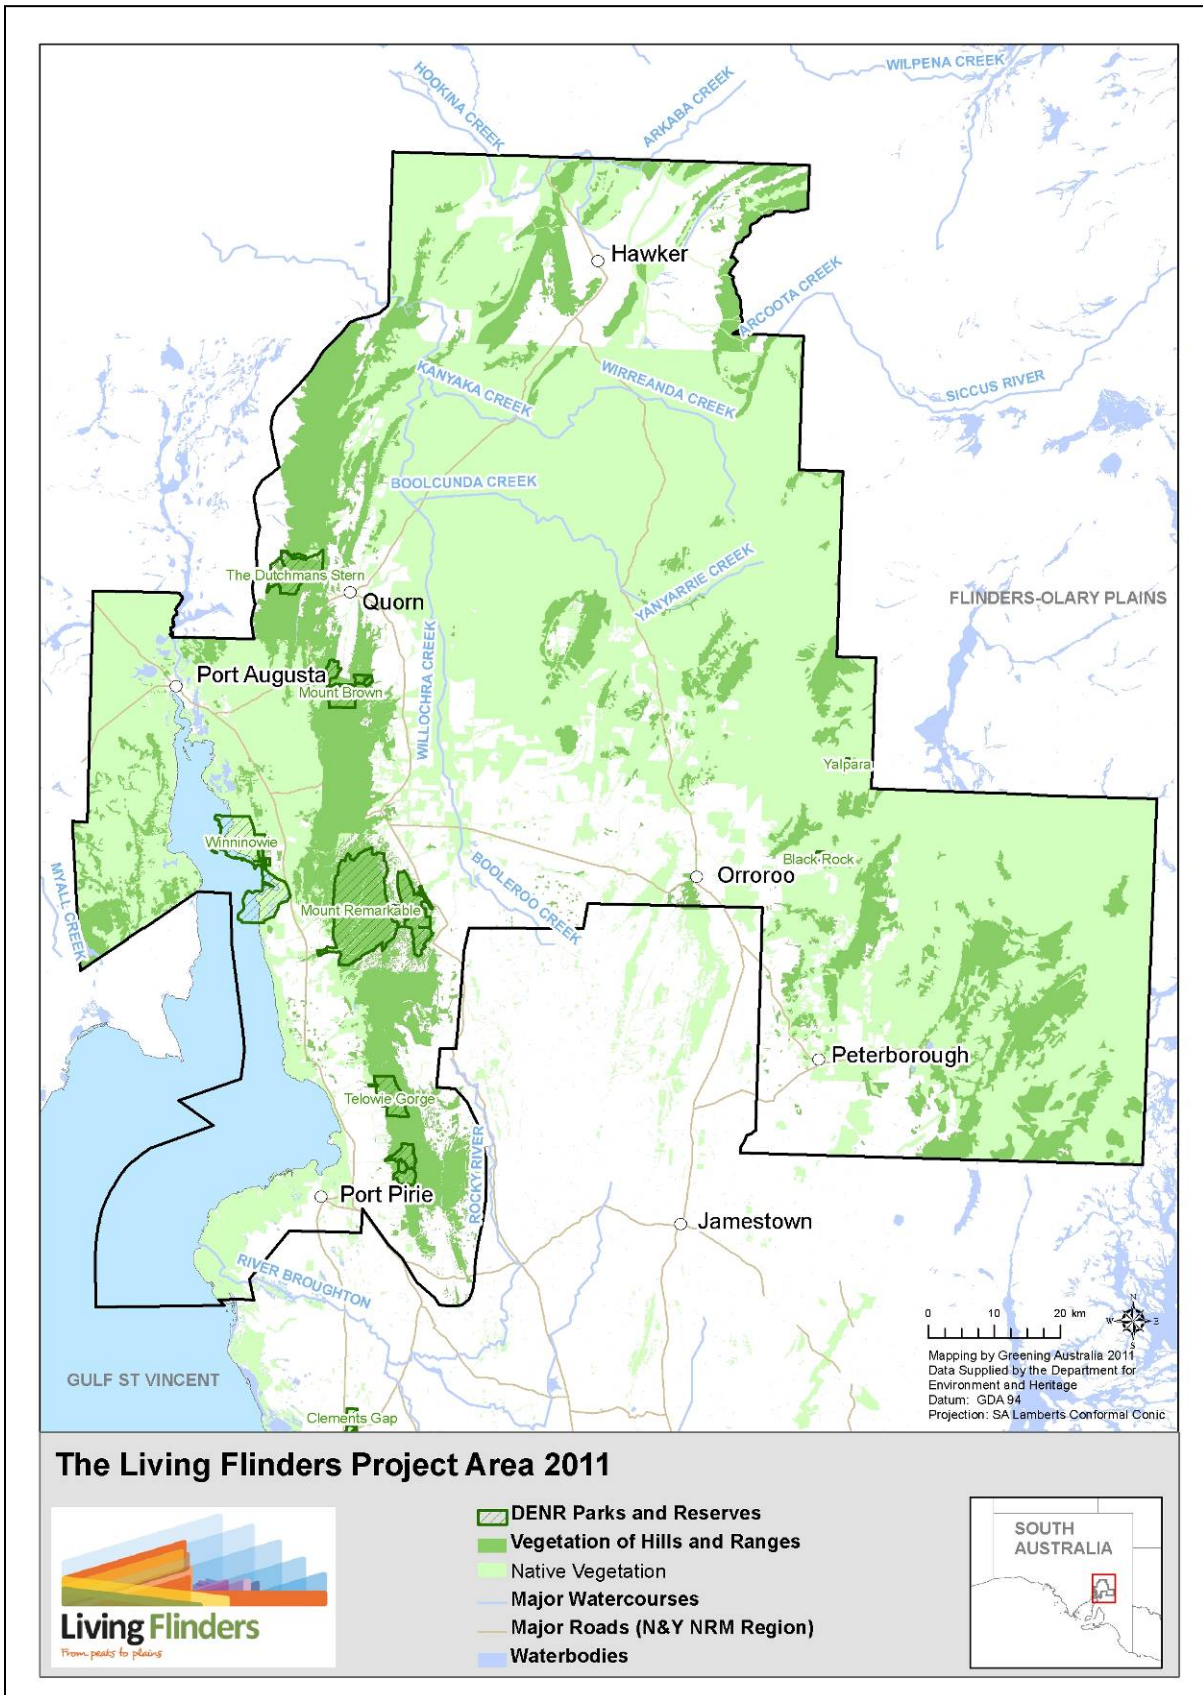 HOOKINA CREEK
ARKABA CREEK
WILPENA CREEK
Hawker
ARCOOTA CREEK
SICCUS RIVER
KANYAKA CREEK
WIRREANDA CREEK
BOOLCUNDA CREEK
The Dutchmans Stern
Quorn
YANYARRIE CREEK
FLINDERS-OLARY PLAINS
Port Augusta
Mount Brown
WILLOCHRA CREEK
Yalpara
Winninowie
Black Rock
Orroroo
MYALL CREEK
Mount Remarkable
BOOLEROO CREEK
Peterborough
Telowie Gorge
ROCKY RIVER
Port Pirie
Jamestown
RIVER BROUGHTON
GULF ST VINCENT
Clements Gap
0 10 20 km
N
W E
S
Mapping by Greening Australia 2011
Data Supplied by the Department for
Environment and Heritage
Datum: GDA 94
Projection: SA Lamberts Conformal Conic
The Living Flinders Project Area 2011
Living Flinders
From peaks to plains
DENR Parks and Reserves
Vegetation of Hills and Ranges
Native Vegetation
Major Watercourses
Major Roads (N&Y NRM Region)
Waterbodies
SOUTH
AUSTRALIA